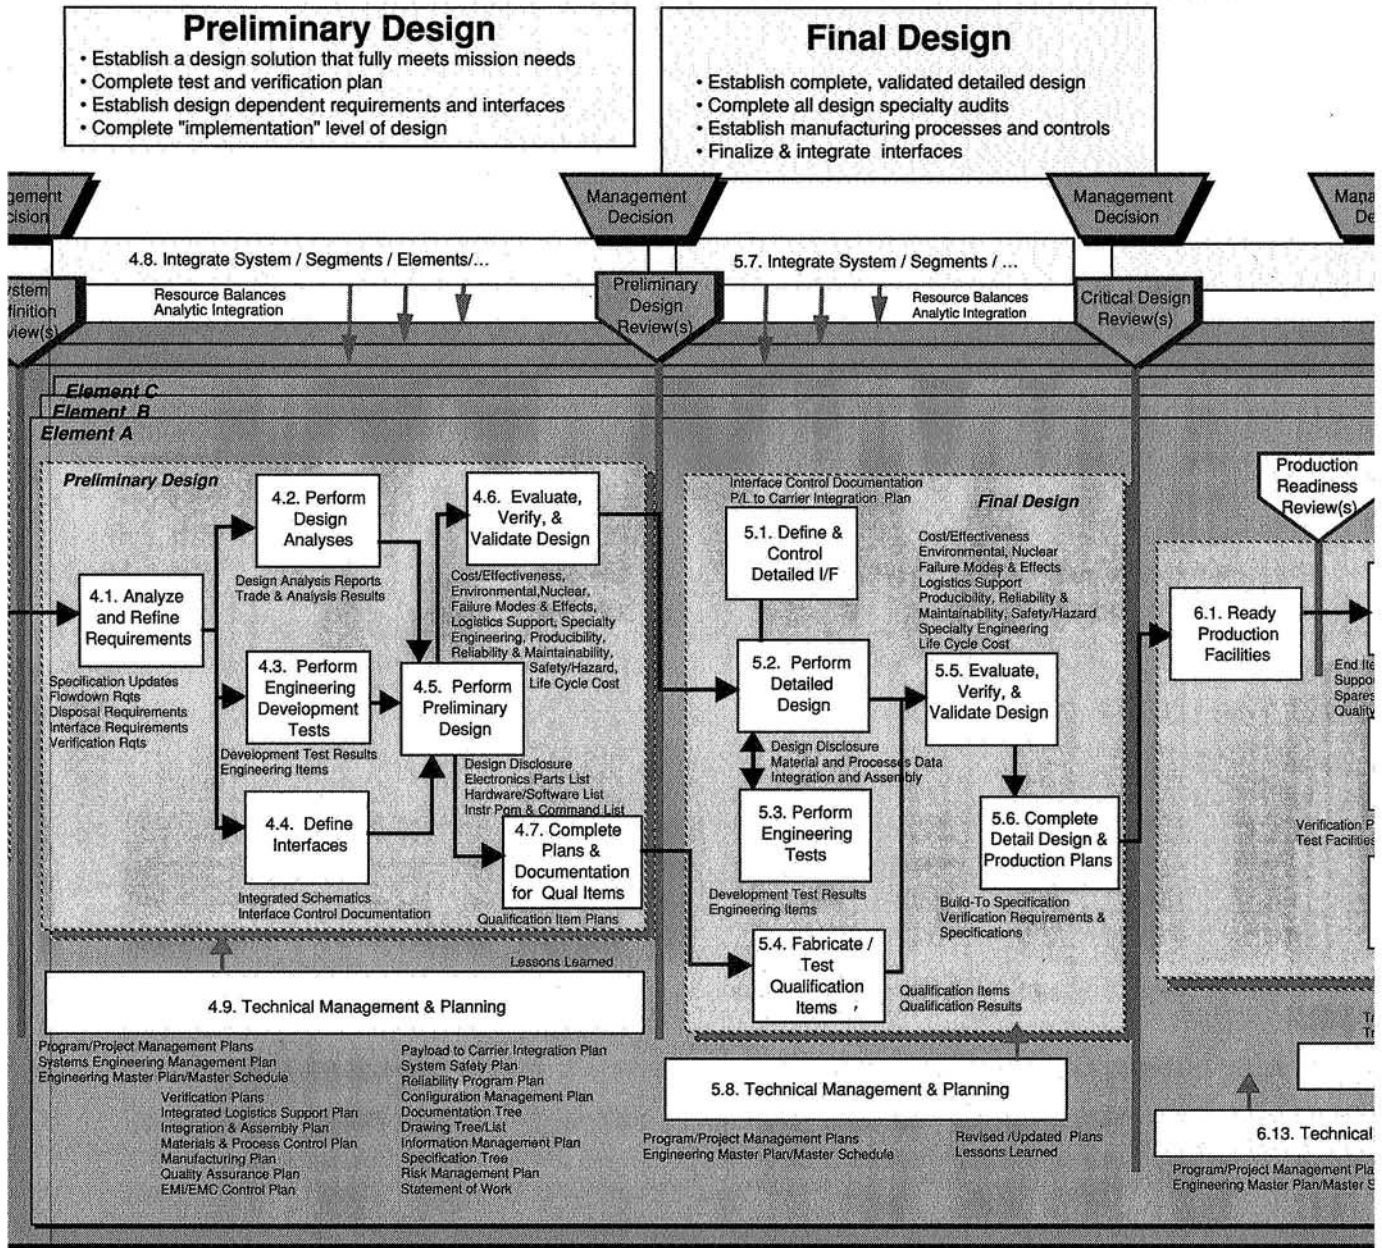 Preliminary Design
• Establish a design solution that fully meets mission needs
• Complete test and verification plan
• Establish design dependent requirements and interfaces
• Complete "implementation" level of design
Final Design
• Establish complete, validated detailed design
• Complete all design specialty audits
• Establish manufacturing processes and controls
• Finalize & integrate interfaces
Management
Decision
Management
Decision
4.8. Integrate System / Segments / Elements/...
5.7. Integrate System / Segments / ...
Resource Balances
Analytic Integration
Preliminary
Design
Review(s)
Resource Balances
Analytic Integration
Critical Design
Review(s)
Element C
Element B
Element A
Preliminary Design
4.1. Analyze
and Refine
Requirements
Specification Updates
Flowdown Rqts
Disposal Requirements
Interface Requirements
Verification Rqts
4.2. Perform
Design
Analyses
Design Analysis Reports
Trade & Analysis Results
4.3. Perform
Engineering
Development
Tests
Development Test Results
Engineering Items
4.4. Define
Interfaces
Integrated Schematics
Interface Control Documentation
4.6. Evaluate,
Verify, &
Validate Design
Cost/Effectiveness,
Environmental,Nuclear,
Failure Modes & Effects,
Logistics Support, Specialty
Engineering, Producibility,
Reliability & Maintainability,
Safety/Hazard,
Life Cycle Cost
4.5. Perform
Preliminary
Design
Design Disclosure
Electronics Parts List
Hardware/Software List
Instr Pgm & Command List
4.7. Complete
Plans &
Documentation
for Qual Items
Qualification Item Plans
Lessons Learned
4.9. Technical Management & Planning
Program/Project Management Plans
Systems Engineering Management Plan
Engineering Master Plan/Master Schedule
Verification Plans
Integrated Logistics Support Plan
Integration & Assembly Plan
Materials & Process Control Plan
Manufacturing Plan
Quality Assurance Plan
EMI/EMC Control Plan
Payload to Carrier Integration Plan
System Safety Plan
Reliability Program Plan
Configuration Management Plan
Documentation Tree
Drawing Tree/List
Information Management Plan
Specification Tree
Risk Management Plan
Statement of Work
Interface Control Documentation
P/L to Carrier Integration Plan
Final Design
5.1. Define &
Control
Detailed I/F
Cost/Effectiveness
Environmental, Nuclear
Failure Modes & Effects
Logistics Support
Producibility, Reliability &
Maintainability, Safety/Hazard
Specialty Engineering
Life Cycle Cost
5.2. Perform
Detailed
Design
Design Disclosure
Material and Processes Data
Integration and Assembly
5.3. Perform
Engineering
Tests
Development Test Results
Engineering Items
5.4. Fabricate /
Test
Qualification
Items
Qualification Items
Qualification Results
5.5. Evaluate,
Verify, &
Validate Design
5.6. Complete
Detail Design &
Production Plans
Build-To Specification
Verification Requirements &
Specifications
5.8. Technical Management & Planning
Program/Project Management Plans
Engineering Master Plan/Master Schedule
Revised /Updated Plans
Lessons Learned
Production
Readiness
Review(s)
6.1. Ready
Production
Facilities
End
Quality
Verification
Test Facilities
6.13. Technical
Program/Project Management
Engineering Master Plan/Master